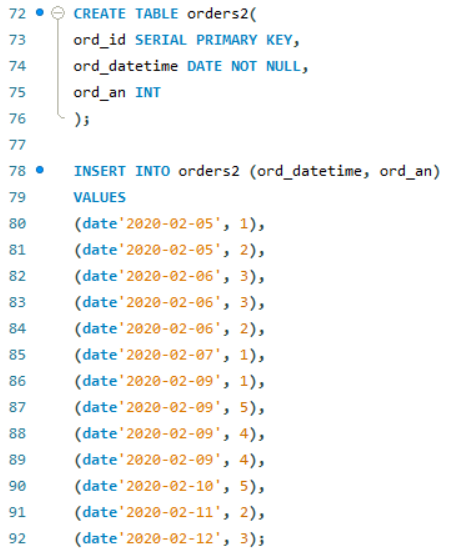 72 CREATE TABLE orders2(
73 ord_id SERIAL PRIMARY KEY,
74 ord_datetime DATE NOT NULL,
75 ord_an INT
76 );
77
78 INSERT INTO orders2 (ord_datetime, ord_an)
79 VALUES
80 (date'2020-02-05', 1),
81 (date'2020-02-05', 2),
82 (date'2020-02-06', 3),
83 (date'2020-02-06', 3),
84 (date'2020-02-06', 2),
85 (date'2020-02-07', 1),
86 (date'2020-02-09', 1),
87 (date'2020-02-09', 5),
88 (date'2020-02-09', 4),
89 (date'2020-02-09', 4),
90 (date'2020-02-10', 5),
91 (date'2020-02-11', 2),
92 (date'2020-02-12', 3);